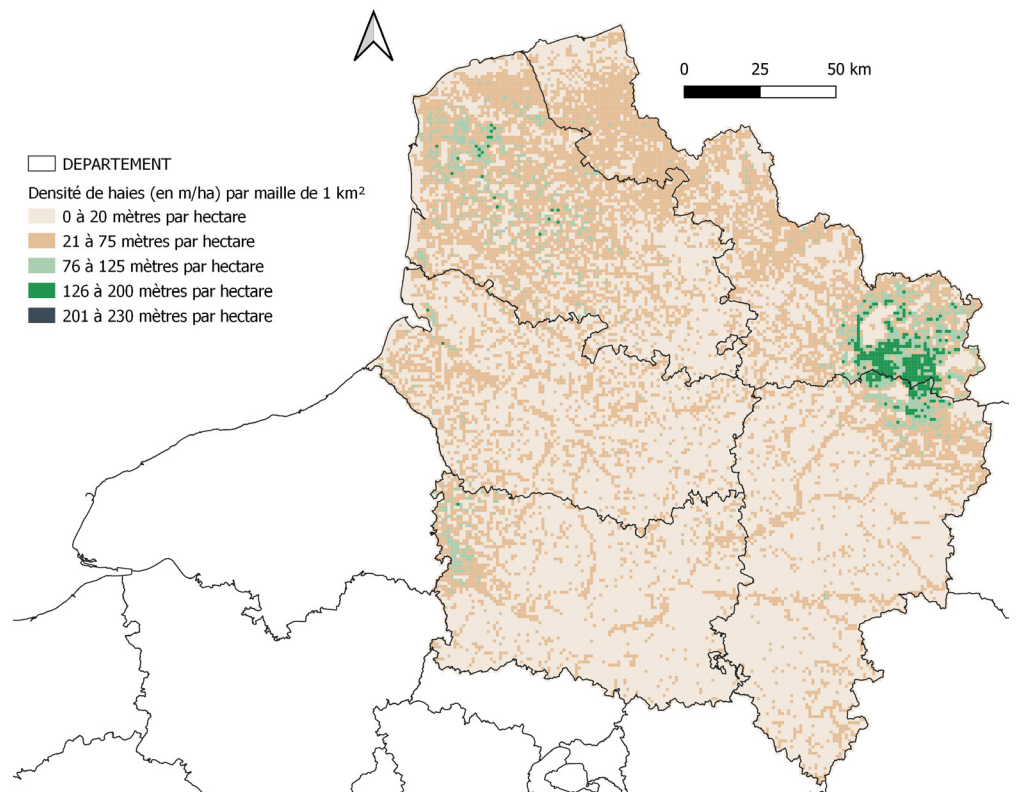 0 25 50 km
DEPARTEMENT
Densité de haies (en m/ha) par maille de 1 km²
0 à 20 mètres par hectare
21 à 75 mètres par hectare
76 à 125 mètres par hectare
126 à 200 mètres par hectare
201 à 230 mètres par hectare